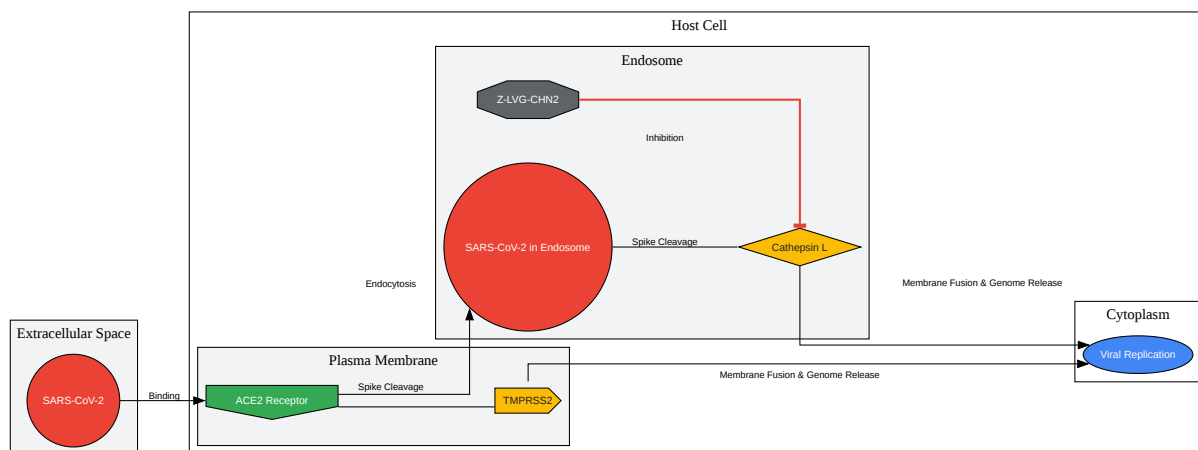 Host Cell
Endosome
Z-LVG-CHN2
Inhibition
SARS-CoV-2 in Endosome
Spike Cleavage
Cathepsin L
Endocytosis
Membrane Fusion & Genome Release
Extracellular Space
Cytoplasm
Plasma Membrane
Viral Replication
Membrane Fusion & Genome Release
Spike Cleavage
SARS-CoV-2
Binding
ACE2 Receptor
TMPRSS2